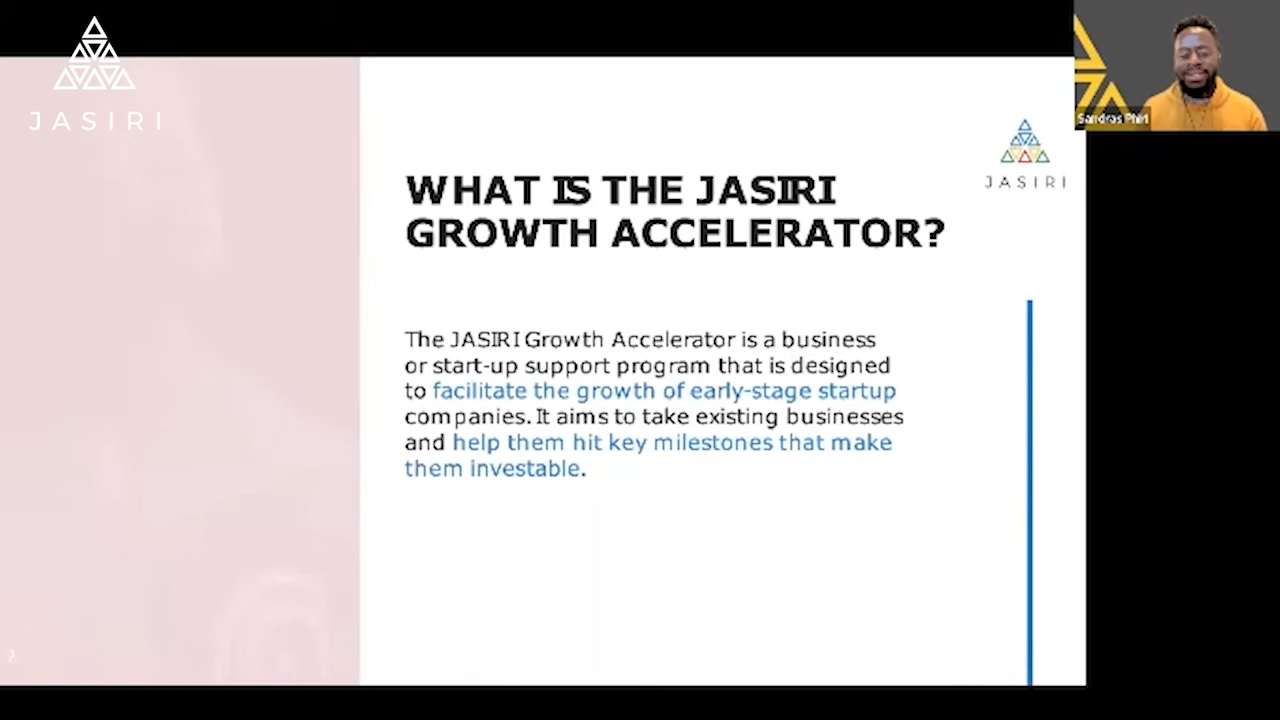 JASIRI
Sandras Phiri
JASIRI
WHAT IS THE JASIRI
GROWTH ACCELERATOR?
The JASIRI Growth Accelerator is a business
or start-up support program that is designed
to facilitate the growth of early-stage startup
companies. It aims to take existing businesses
and help them hit key milestones that make
them investable.
2